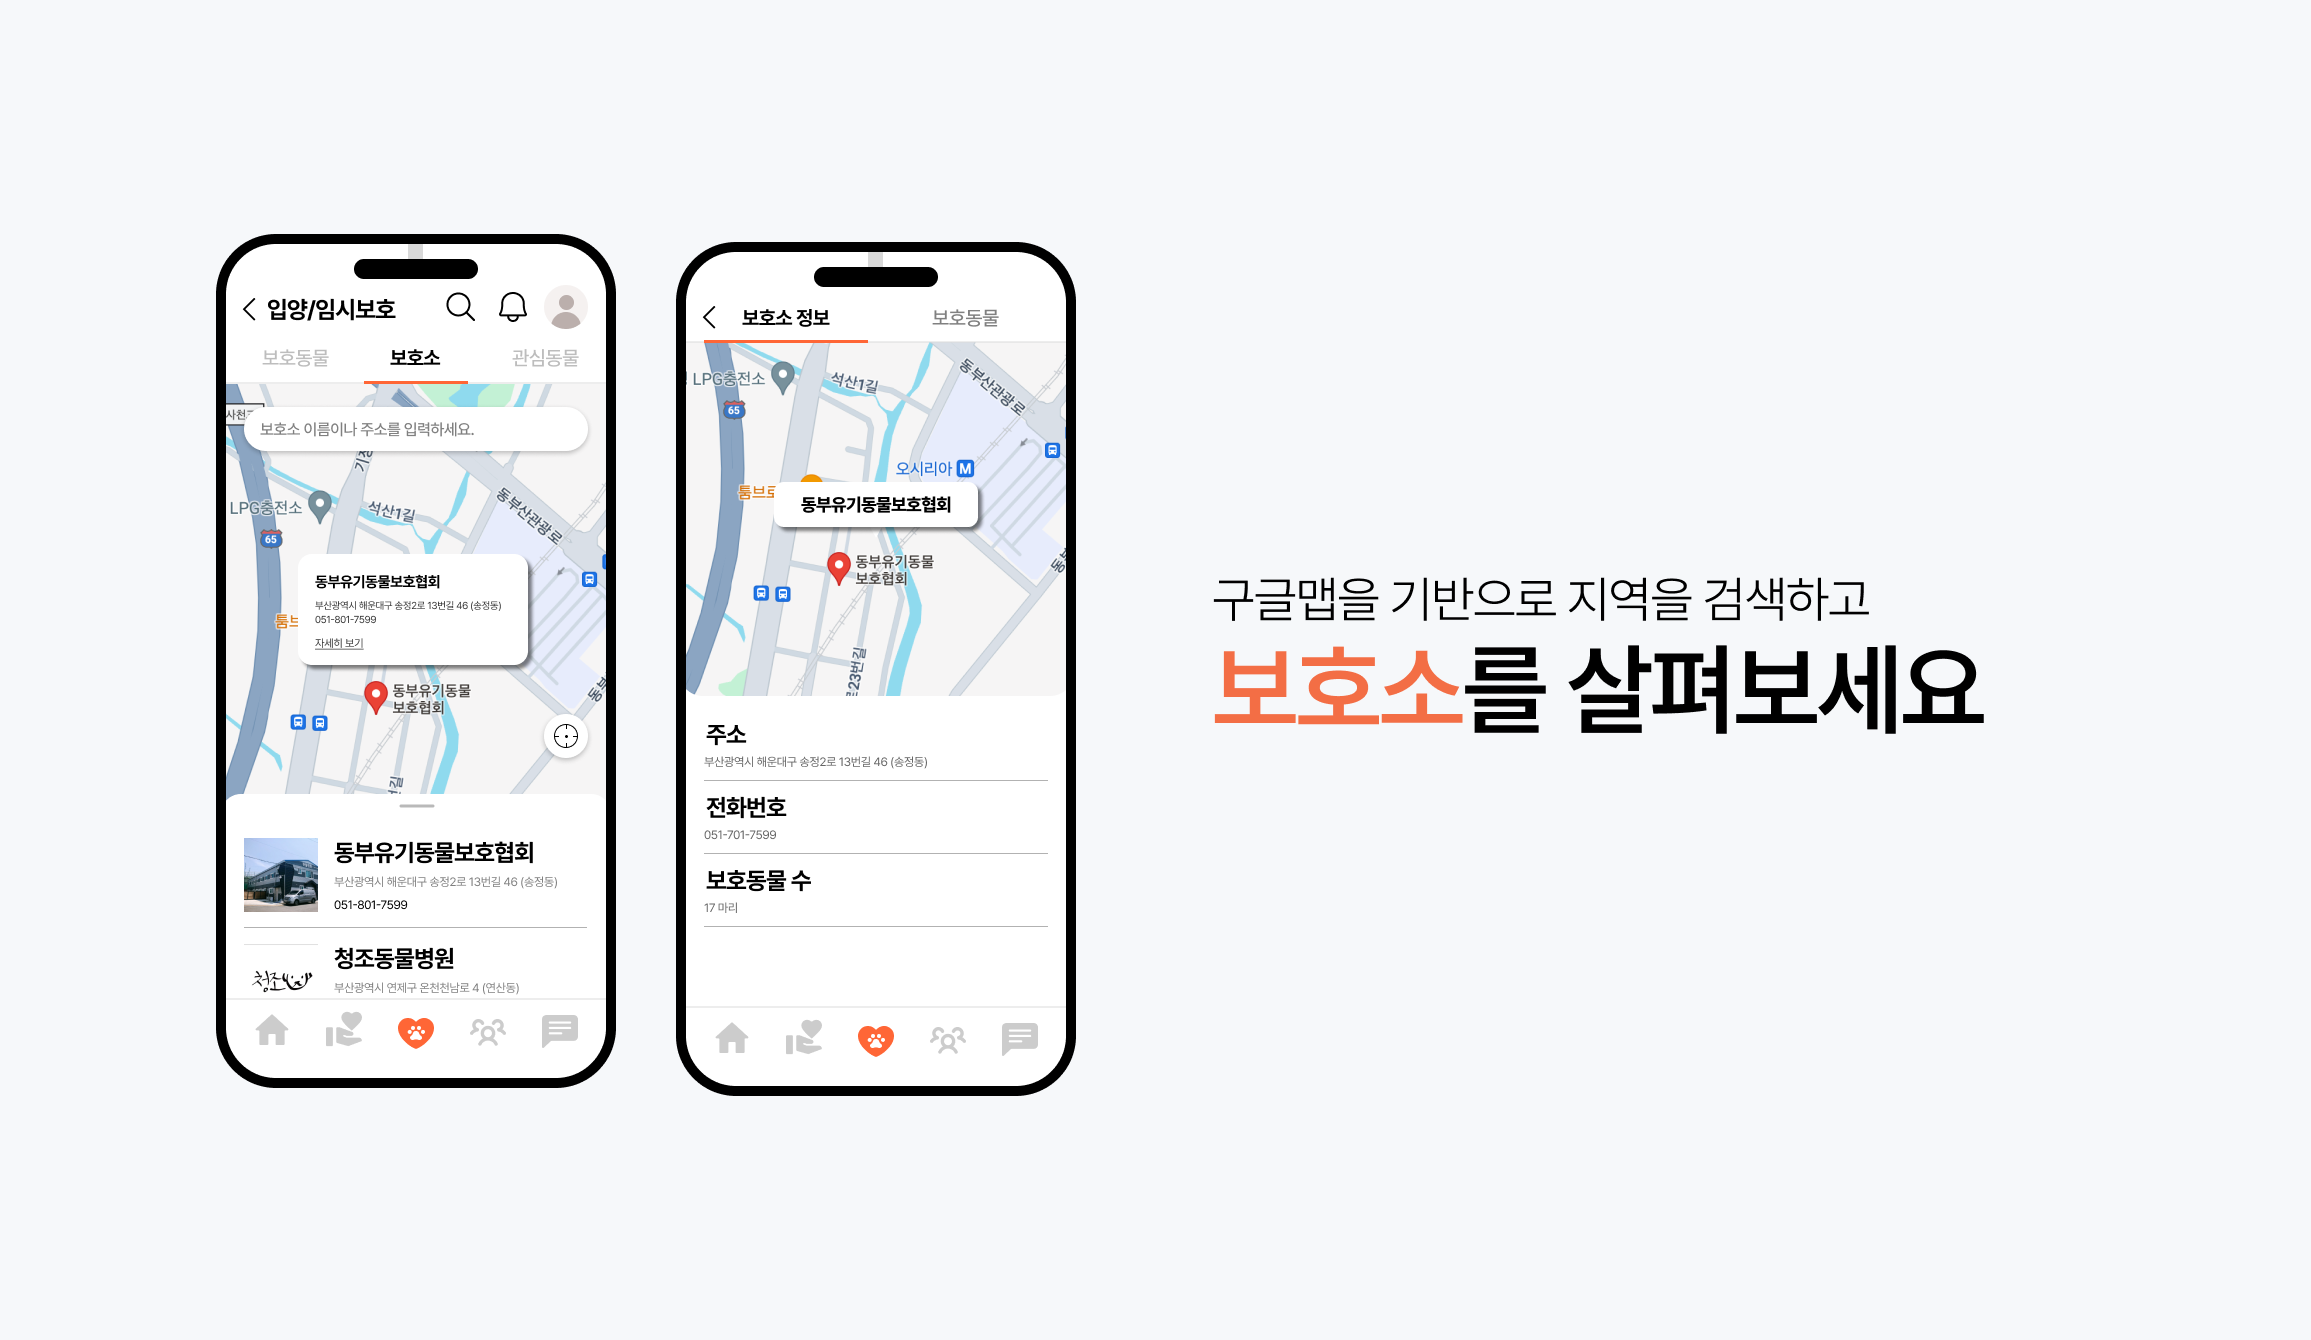 입양/임시보호
보호동물 보호소 관심동물
사천
보호소 이름이나 주소를 입력하세요.
LPG충전소
석산1길
동부산관광로
65
동부유기동물보호협회
부산광역시 해운대구 송정2로 13번길 46 (송정동)
051-801-7599
자세히 보기
툼브
동부유기동물
보호협회
동부유기동물보호협회
부산광역시 해운대구 송정2로 13번길 46 (송정동)
051-801-7599
청조동물병원
청조
부산광역시 연제구 온천천남로 4 (연산동)
보호소 정보 보호동물
LPG충전소
석산1길
동부산관광로
65
오시리아 M
툼브로
동부유기동물보호협회
동부유기동물
보호협회
23번길
주소
부산광역시 해운대구 송정2로 13번길 46 (송정동)
전화번호
051-701-7599
보호동물 수
17 마리
구글맵을 기반으로 지역을 검색하고
보호소를 살펴보세요